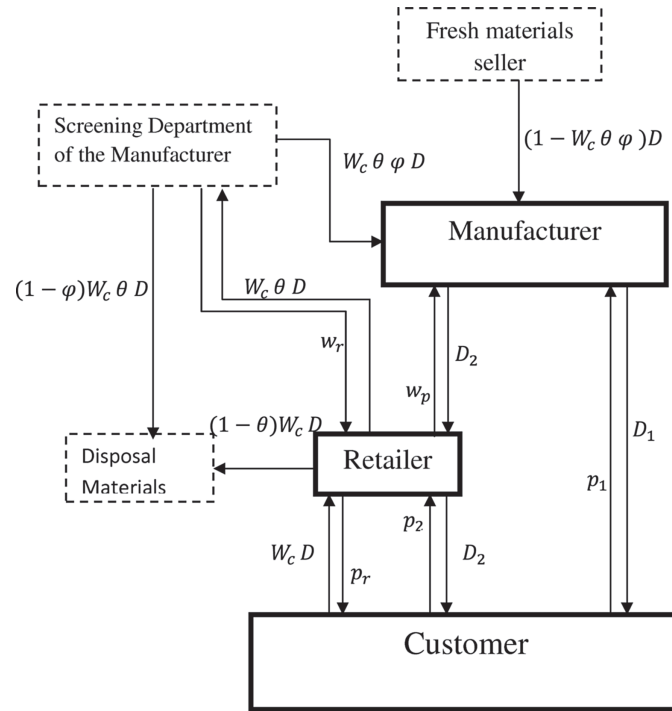 Fresh materials
seller
Screening Department
of the Manufacturer
W_c θ φ D
(1 − W_c θ φ )D
Manufacturer
(1 − φ)W_c θ D
W_c θ D
w_r
w_p
D_2
(1 − θ)W_c D
D_1
Disposal
Materials
Retailer
p_1
W_c D
p_r
p_2
D_2
Customer